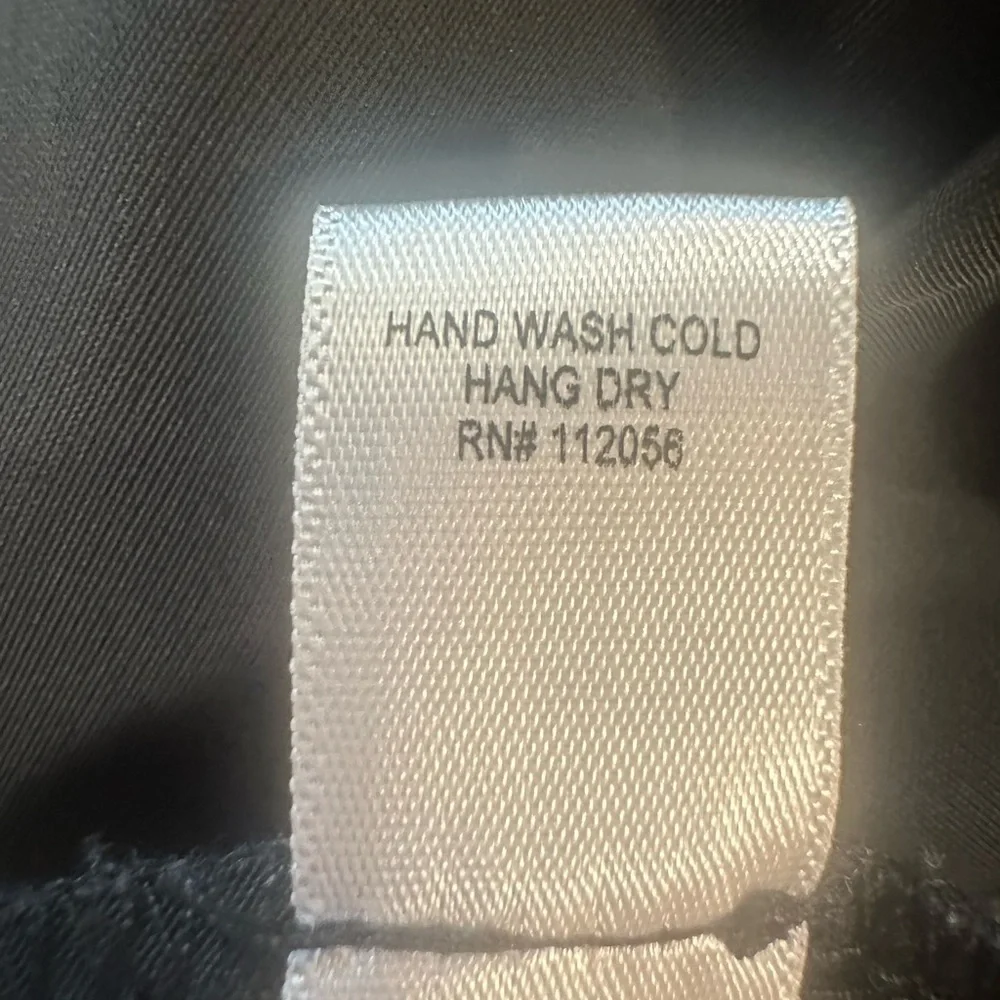 HAND WASH COLD
HANG DRY
RN# 112056